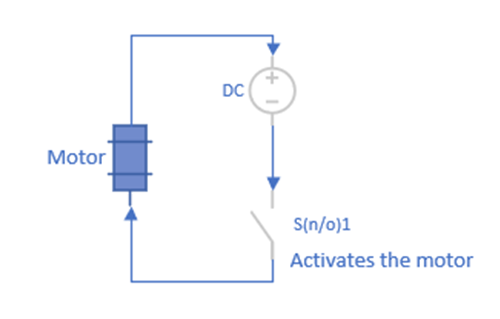 DC
+
−
Motor
S(n/o)1
Activates the motor